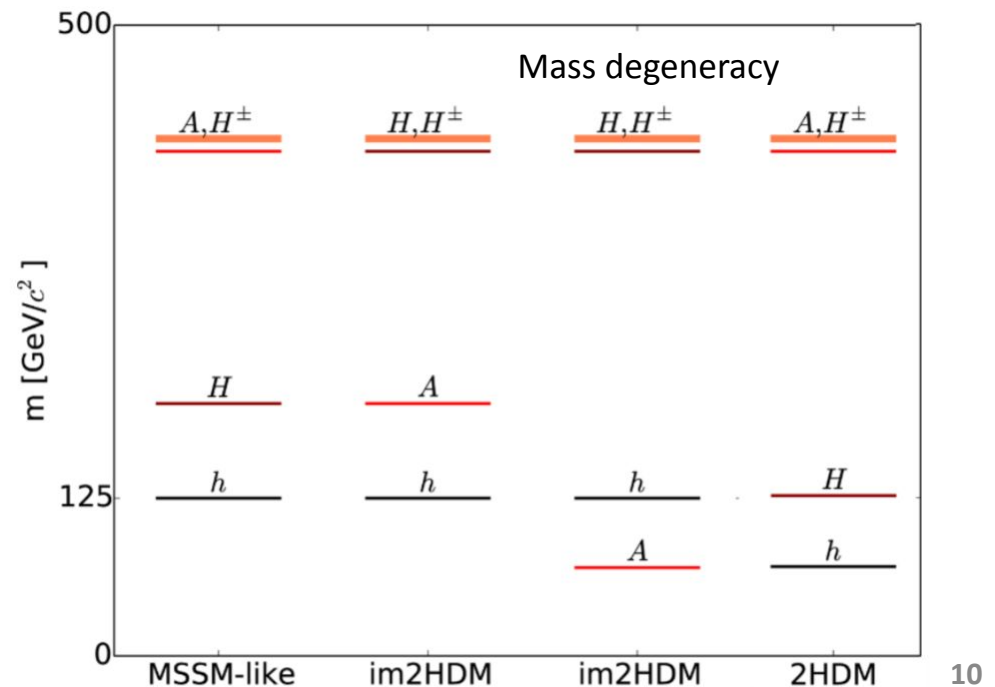 500
Mass degeneracy
A,H±
H,H±
H,H±
A,H±
m [GeV/c² ]
H
A
h
h
h
H
125
A
h
0
MSSM-like
im2HDM
im2HDM
2HDM
10